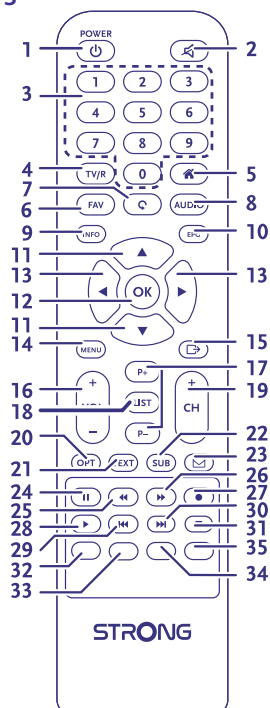 POWER
1 2
1 2 3
3
4 5 6
7 8 9
4 TV/R 0 5
7
6 FAV AUDIO 8
9 INFO EPG 10
11
13 13
12 OK
11
14 MENU 15
P+ 17
16 + + 19
18 LIST CH
− P− −
20 22
OPT SUB 23
21 EXT 26
24 27
25 30
28 31
29 35
32 34
33
STRONG